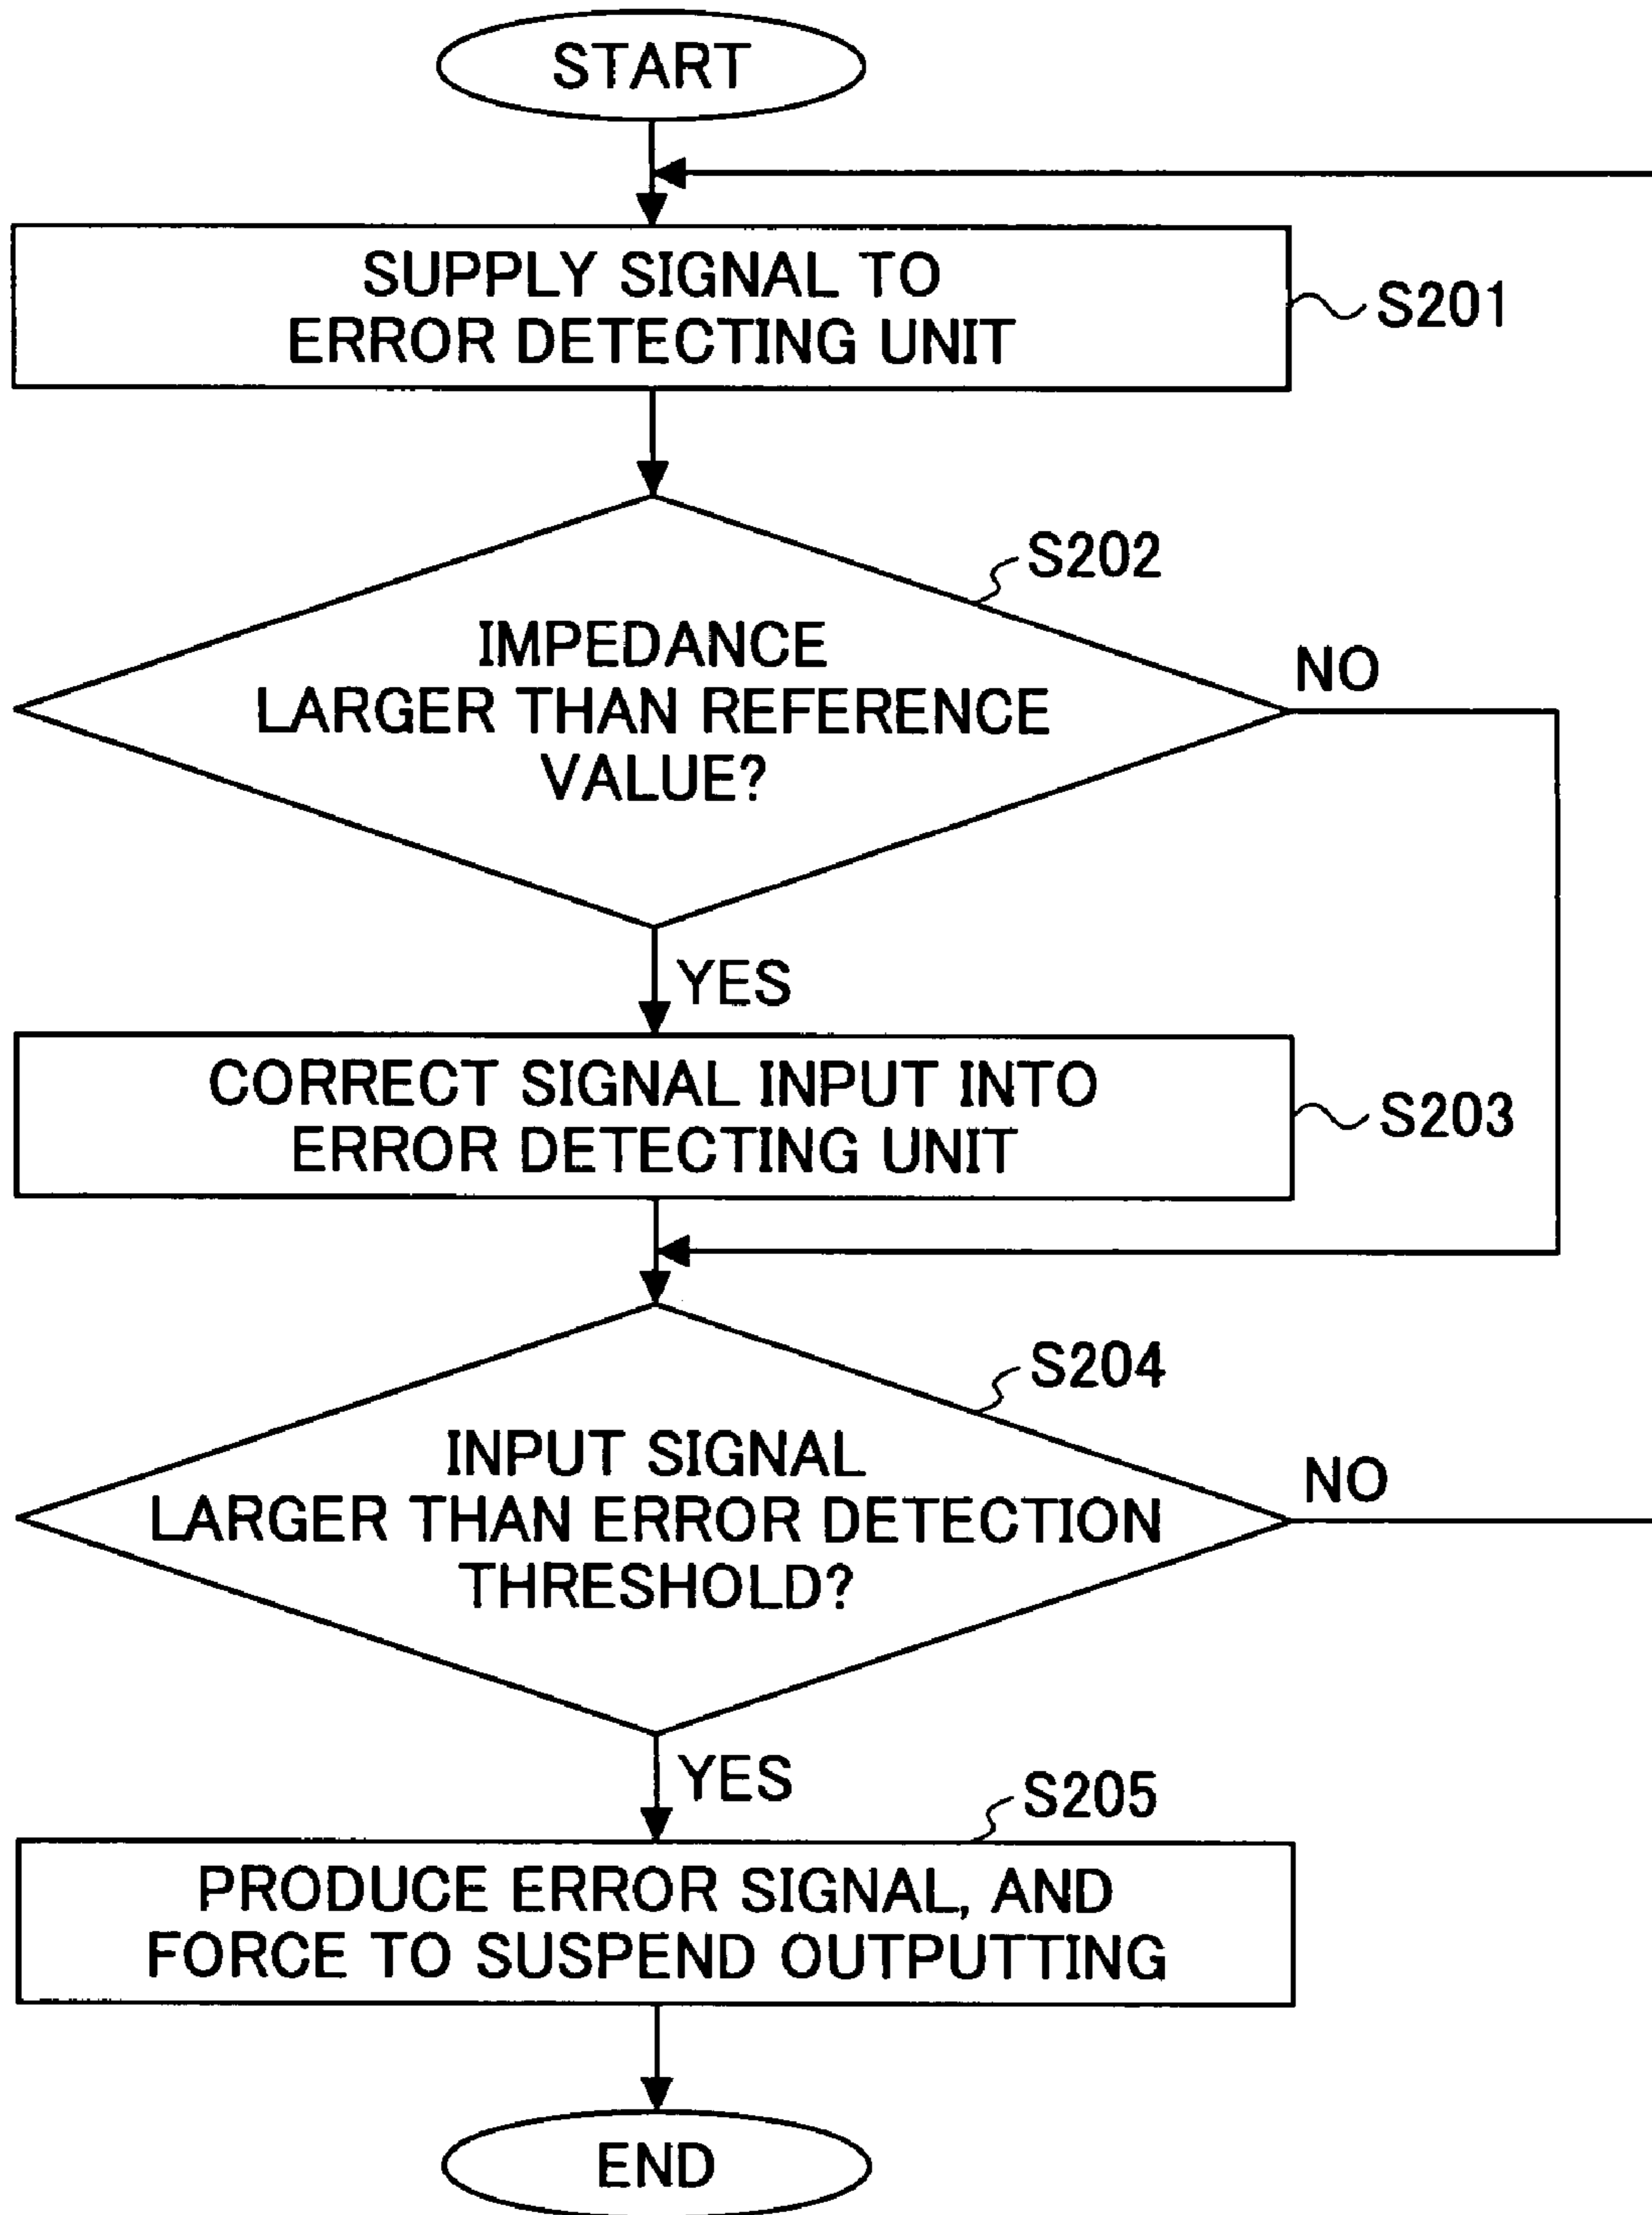 START
SUPPLY SIGNAL TO
ERROR DETECTING UNIT
S201
S202
IMPEDANCE
LARGER THAN REFERENCE
VALUE?
NO
YES
CORRECT SIGNAL INPUT INTO
ERROR DETECTING UNIT
S203
S204
INPUT SIGNAL
LARGER THAN ERROR DETECTION
THRESHOLD?
NO
YES
S205
PRODUCE ERROR SIGNAL, AND
FORCE TO SUSPEND OUTPUTTING
END